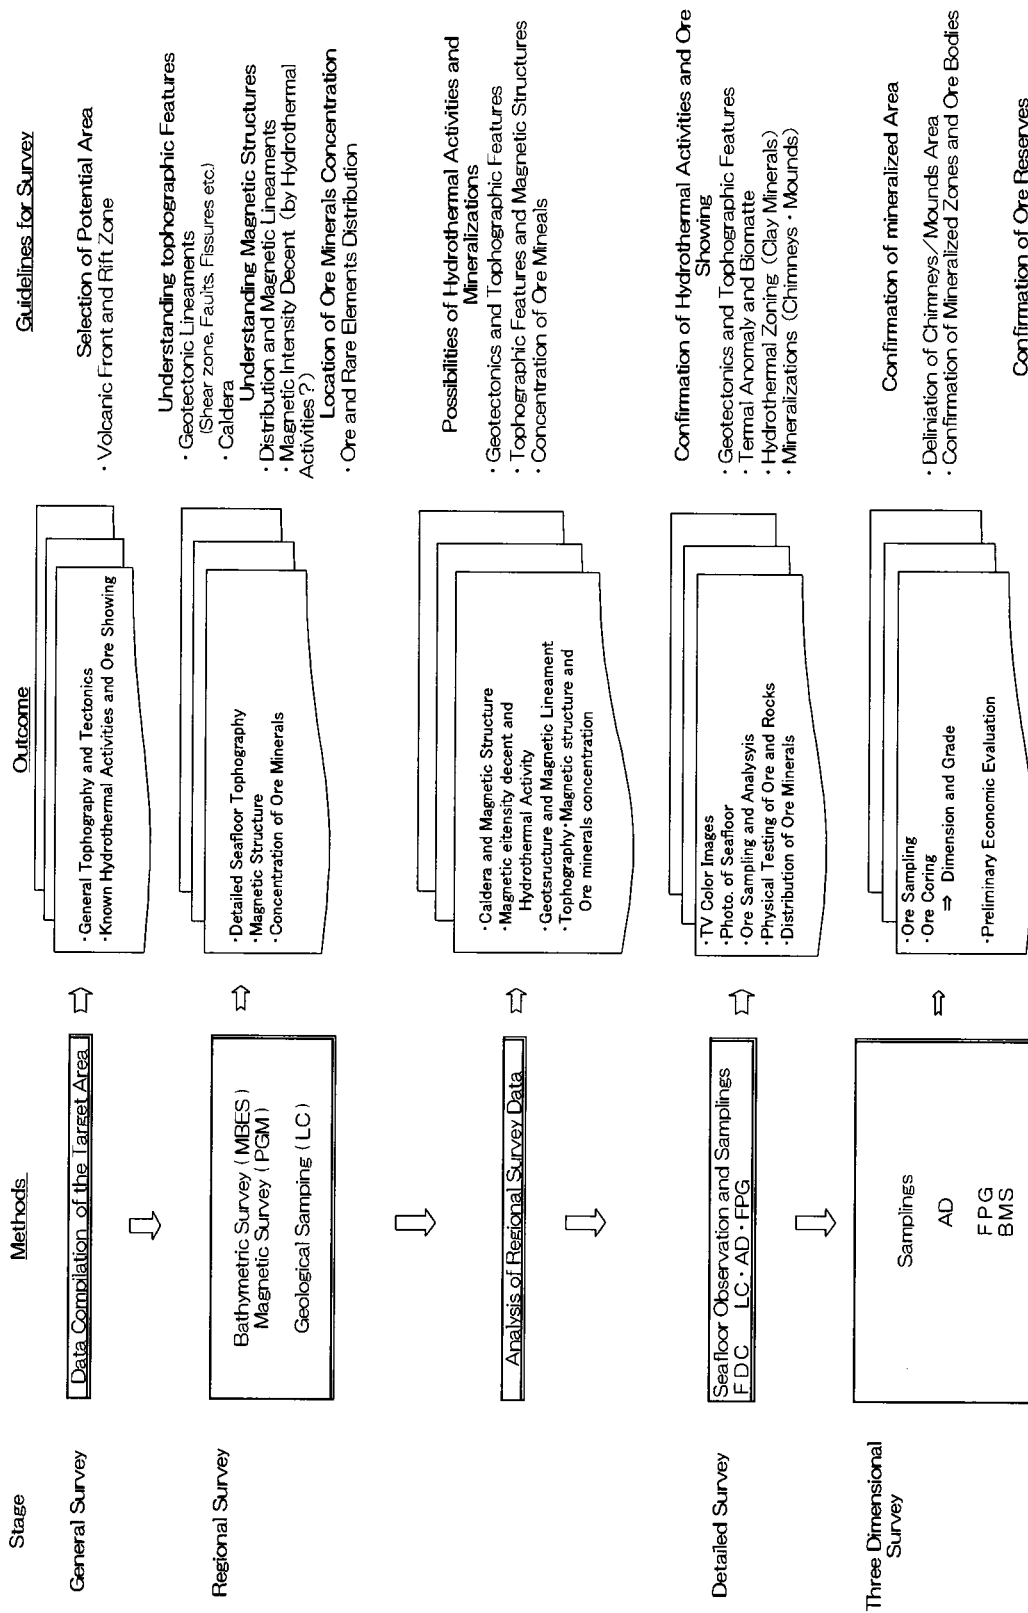 Stage
Methods
Outcome
Guidelines for Survey
General Survey
Data Compilation of the Target Area
・General Tophography and Tectonics
・Known Hydrothermal Activities and Ore Showing
Selection of Potential Area
・Volcanic Front and Rift Zone
Regional Survey
Bathymetric Survey (MBES)
Magnetic Survey (PGM)
Geological Samping (LC)
・Detailed Seafloor Tophography
・Magnetic Structure
・Concentration of Ore Minerals
Understanding tophographic Features
・Geotectonic Lineaments
(Shear zone, Faults, Fissures etc.)
・Caldera
Understanding Magnetic Structures
・Distribution and Magnetic Lineaments
・Magnetic Intensity Decent (by Hydrothermal
Activities?)
Location of Ore Minerals Concentration
・Ore and Rare Elements Distribution
Analysis of Regional Survey Data
・Caldera and Magnetic Structure
・Magnetic eitensity decent and
Hydrothermal Activity
・Geotsructure and Magnetic Lineament
・Tophography・Magnetic structure and
Ore minerals concentration
Possibilities of Hydrothermal Activities and
Mineralizations
・Geotectonics and Tophographic Features
・Tophographic Features and Magnetic Structures
・Concentration of Ore Mineals
Detailed Survey
Seafloor Observation and Samplings
FDC LC・AD・FPG
・TV Color Images
・Photo. of Seafloor
・Ore Sampling and Analysis
・Physical Testing of Ore and Rocks
・Distribution of Ore Minerals
Confirmation of Hydrothermal Activities and Ore
Showing
・Geotectonics and Tophographic Features
・Termal Anomaly and Biomatte
・Hydrothermal Zoning (Clay Minerals)
・Mineralizations (Chimneys・Mounds)
Three Dimensional
Survey
Samplings
AD
FPG
BMS
・Ore Sampling
・Ore Coring
⇒ Dimension and Grade
・Preliminary Economic Evaluation
Confirmation of mineralized Area
・Deliniation of Chimneys/Mounds Area
・Confirmation of Mineralized Zones and Ore Bodies
Confirmation of Ore Reserves